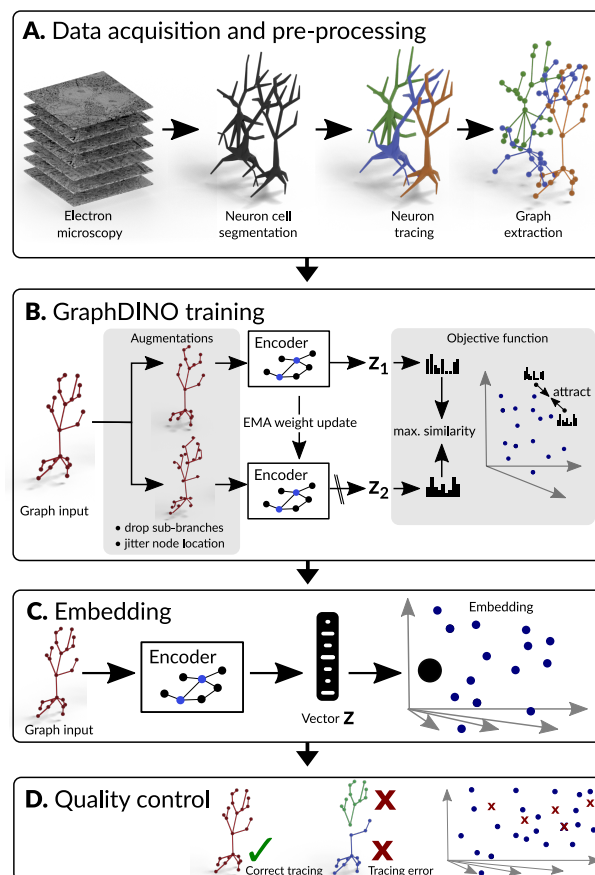 A. Data acquisition and pre-processing
Electron
microscopy
Neuron cell
segmentation
Neuron
tracing
Graph
extraction
B. GraphDINO training
Augmentations
Graph input
• drop sub-branches
• jitter node location
Encoder
EMA weight update
Encoder
z₁
z₂
Objective function
max. similarity
attract
C. Embedding
Graph input
Encoder
Vector z
Embedding
D. Quality control
X
X
Correct tracing
Tracing error
x x x x x